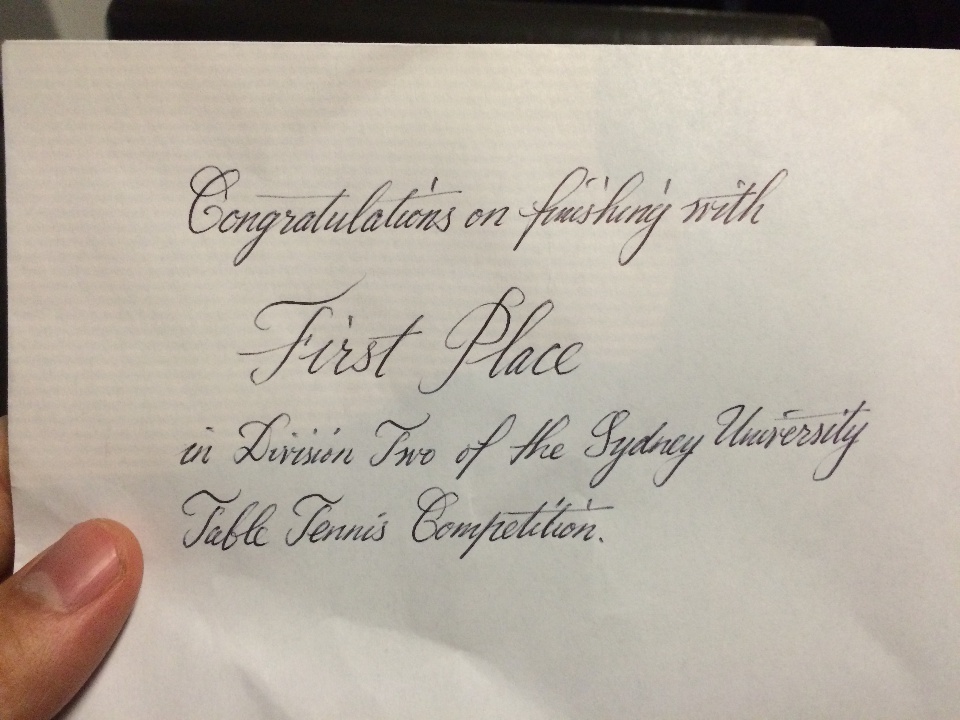 Congratulations on finishing with
First Place
in Division Two of the Sydney University
Table Tennis Competition.